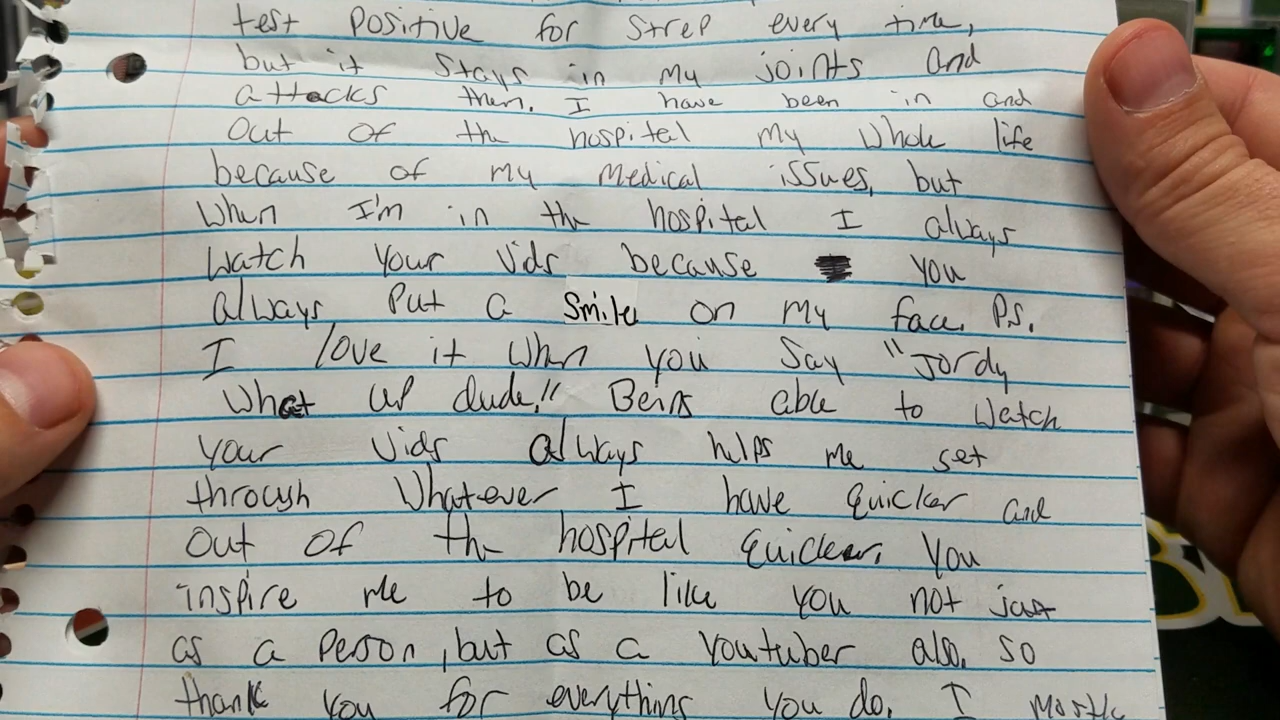 test positive for strep every time,
but it stays in my joints and
attacks them. I have been in and
out of the hospital my whole life
because of my medical issues, but
when I'm in the hospital I always
watch your vids because you
always put a smile on my face. P.S.
I love it when you say "Jordy
what up dude!" Being able to watch
your vids always helps me get
through whatever I have quicker and
out of the hospital quicker. You
inspire me to be like you not just
as a person, but as a youtuber also. So
thank you for everything you do. I